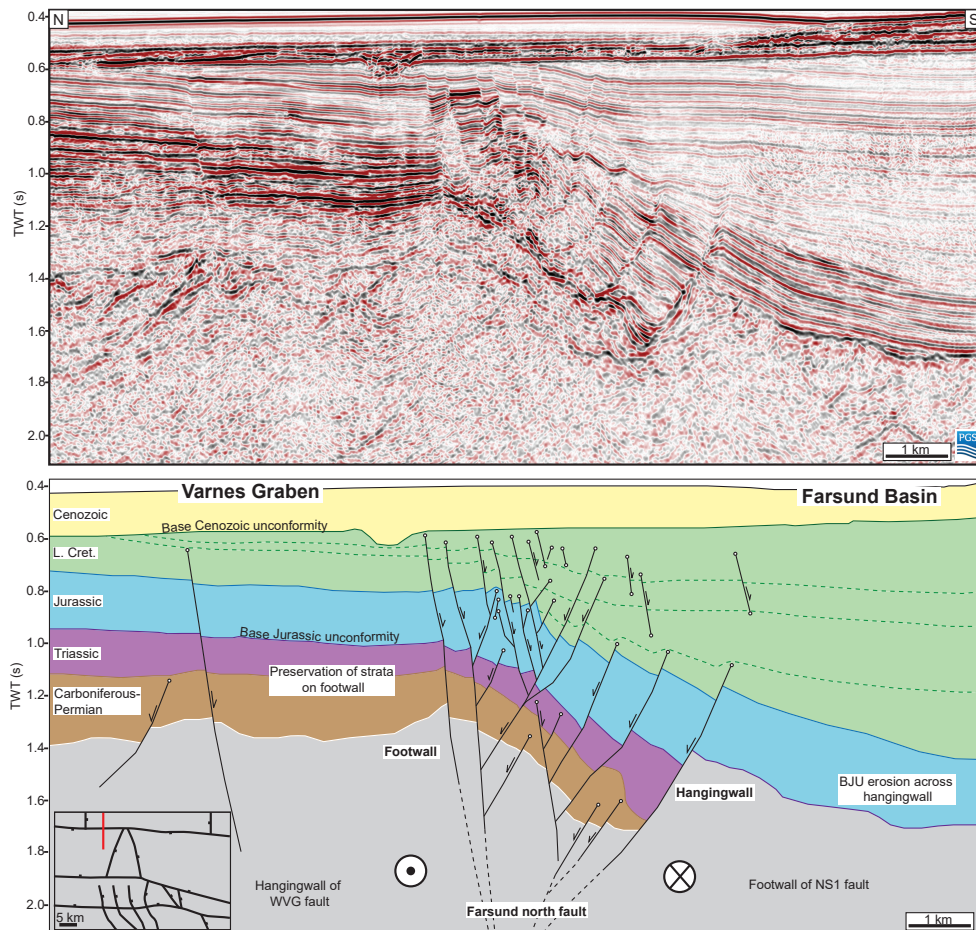 N
S
0.4
0.6
0.8
1.0
1.2
1.4
1.6
1.8
2.0
TWT (s)
1 km
PGS
Varnes Graben
Farsund Basin
0.4
0.6
0.8
1.0
1.2
1.4
1.6
1.8
2.0
TWT (s)
Cenozoic
Base Cenozoic unconformity
L. Cret.
Jurassic
Base Jurassic unconformity
Triassic
Preservation of strata
on footwall
Carboniferous-
Permian
Footwall
Hangingwall
BJU erosion across
hangingwall
Hangingwall of
WVG fault
Footwall of NS1 fault
Farsund north fault
5 km
1 km